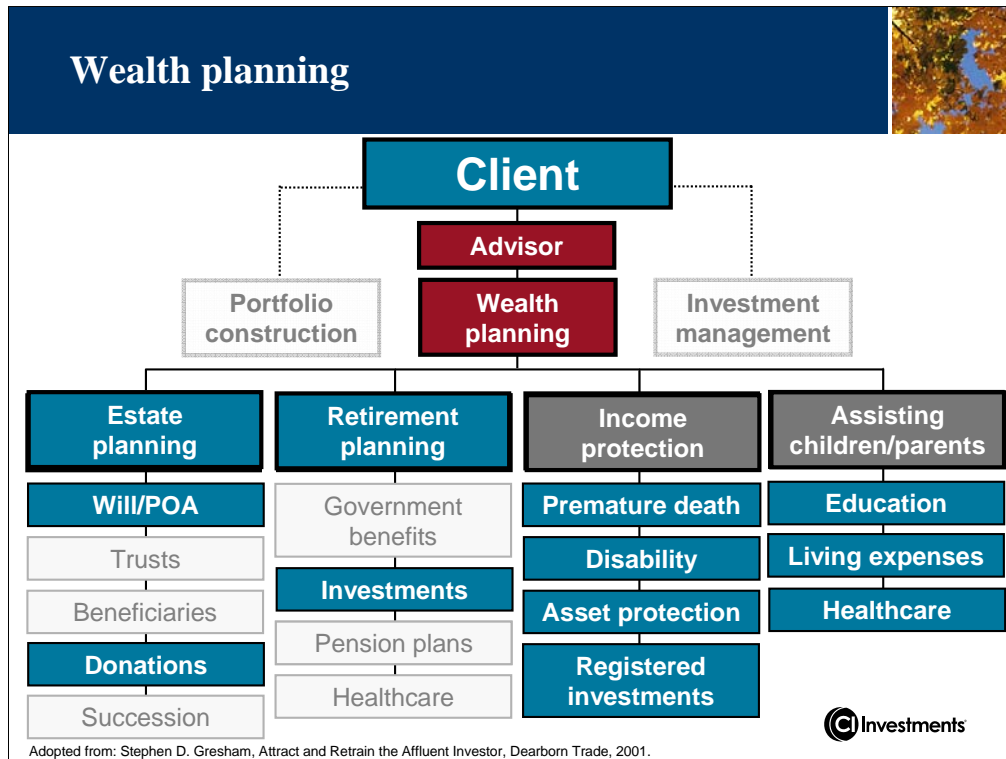 Wealth planning
Client
Advisor
Portfolio
construction
Wealth
planning
Investment
management
Estate
planning
Retirement
planning
Income
protection
Assisting
children/parents
Will/POA
Trusts
Beneficiaries
Donations
Succession
Government
benefits
Investments
Pension plans
Healthcare
Premature death
Disability
Asset protection
Registered
investments
Education
Living expenses
Healthcare
CI Investments
Adopted from: Stephen D. Gresham, Attract and Retrain the Affluent Investor, Dearborn Trade, 2001.